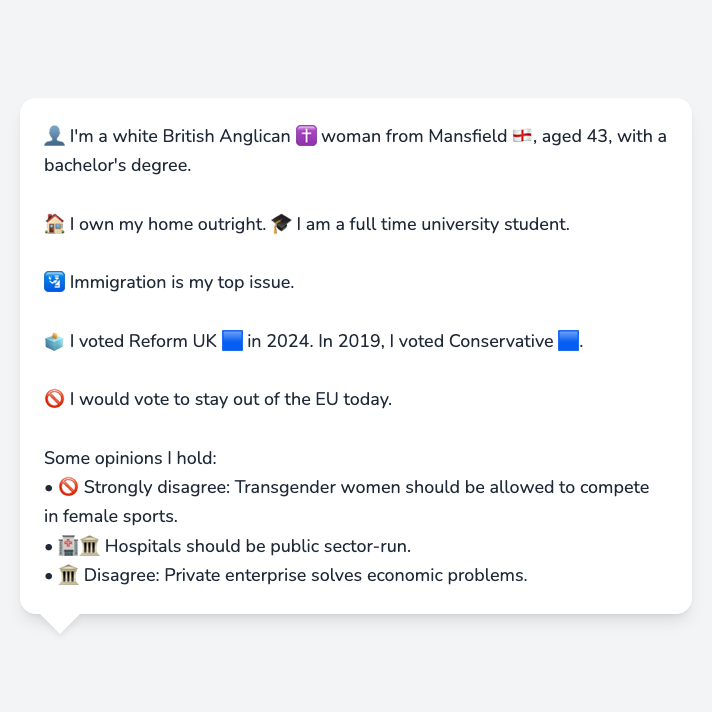 👤 I'm a white British Anglican ✝️ woman from Mansfield 🏴󠁧󠁢󠁥󠁮󠁧󠁿, aged 43, with a
bachelor's degree.
🏠 I own my home outright. 🎓 I am a full time university student.
🛂 Immigration is my top issue.
🗳️ I voted Reform UK 🟦 in 2024. In 2019, I voted Conservative 🟦.
🚫 I would vote to stay out of the EU today.
Some opinions I hold:
• 🚫 Strongly disagree: Transgender women should be allowed to compete
in female sports.
• 🏥🏛️ Hospitals should be public sector-run.
• 🏛️ Disagree: Private enterprise solves economic problems.